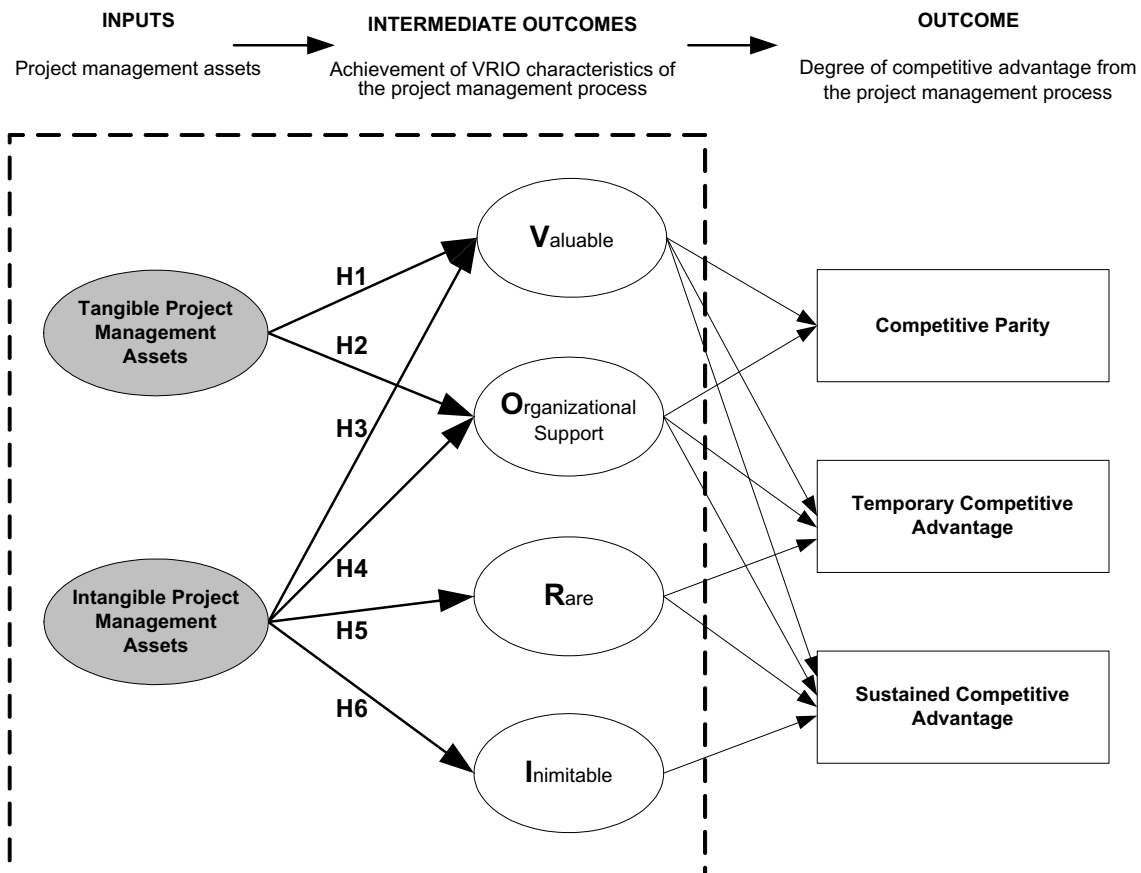 INPUTS
Project management assets
INTERMEDIATE OUTCOMES
Achievement of VRIO characteristics of
the project management process
OUTCOME
Degree of competitive advantage from
the project management process
Tangible Project
Management
Assets
Intangible Project
Management
Assets
H1
H2
H3
H4
H5
H6
Valuable
Organizational
Support
Rare
Inimitable
Competitive Parity
Temporary Competitive
Advantage
Sustained Competitive
Advantage